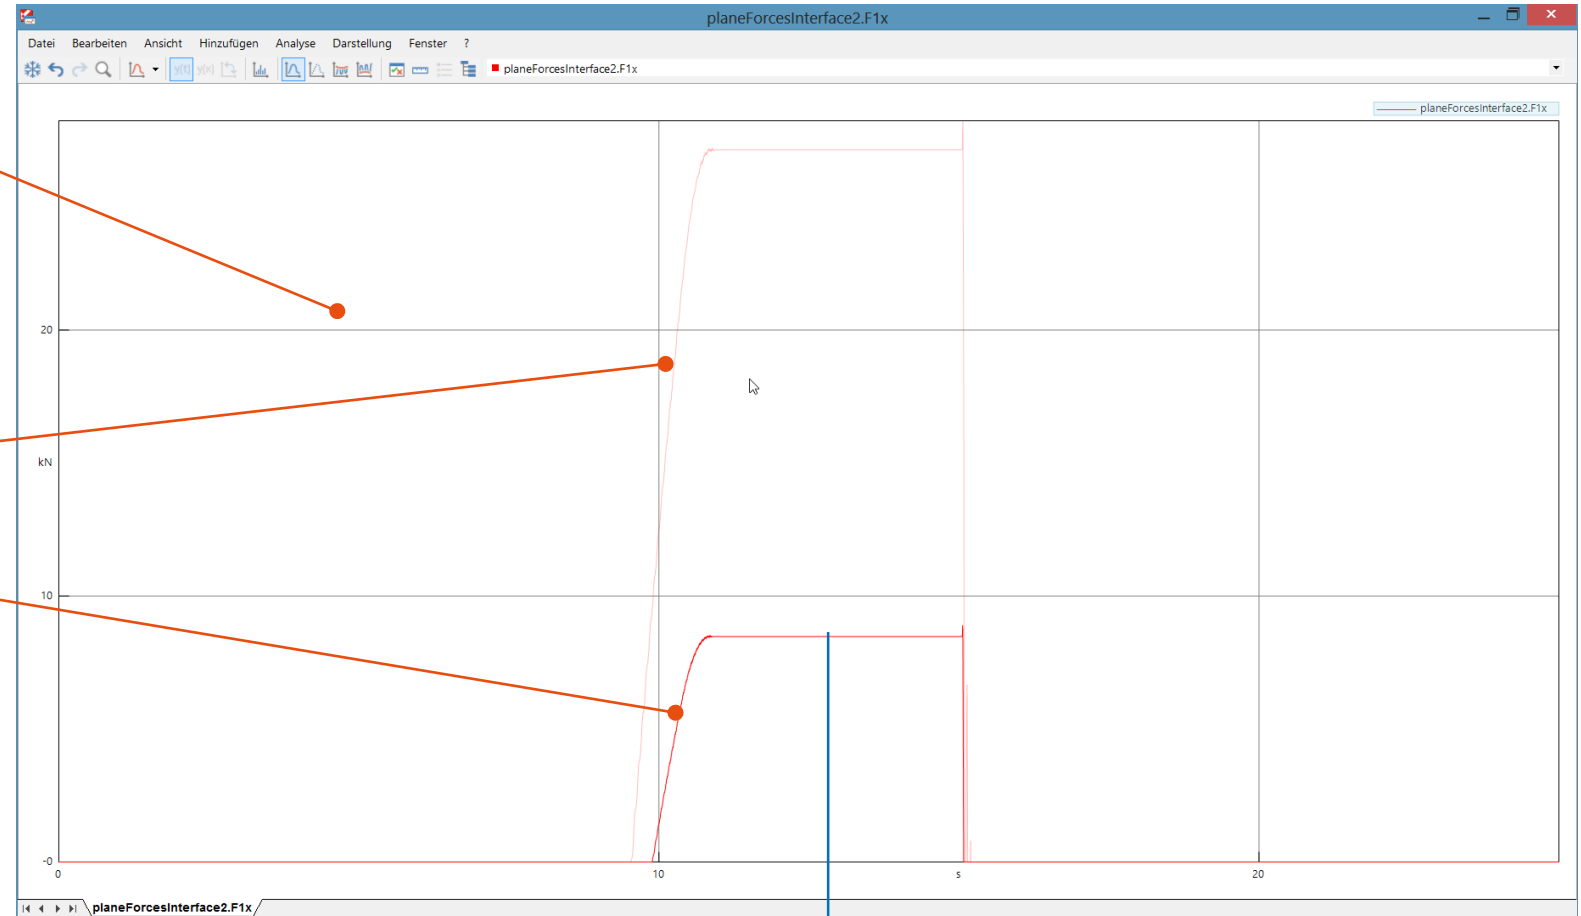 planeForcesInterface2.F1x
Datei Bearbeiten Ansicht Hinzufügen Analyse Darstellung Fenster ?
y(t) y(x) planeForcesInterface2.F1x
planeForcesInterface2.F1x
20
kN
10
-0
0 10 s 20
planeForcesInterface2.F1x